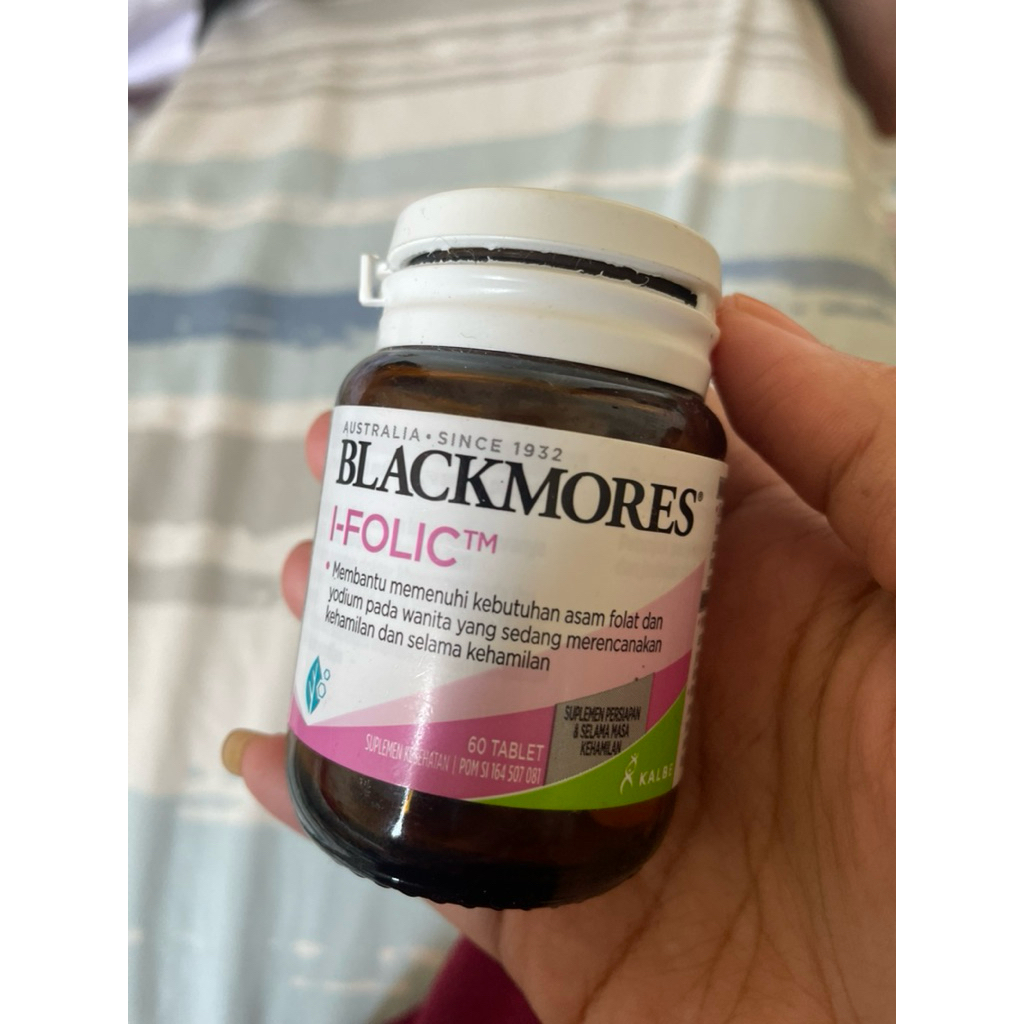 AUSTRALIA • SINCE 1932
BLACKMORES®
I-FOLIC™
• Membantu memenuhi kebutuhan asam folat dan
yodium pada wanita yang sedang merencanakan
kehamilan dan selama kehamilan
SUPLEMEN PERSIAPAN
& SELAMA MASA
KEHAMILAN
60 TABLET
SUPLEMEN KESEHATAN | POM SI 164 507 081
KALBE